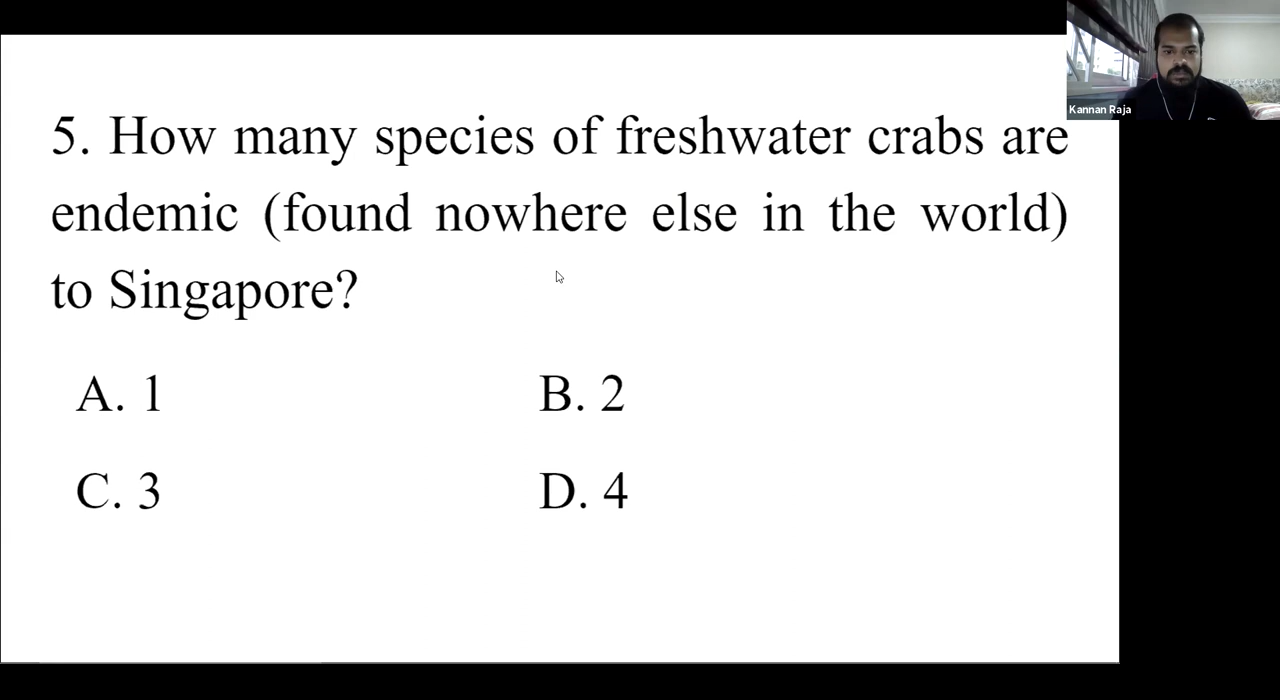 Kannan Raja
5. How many species of freshwater crabs are
endemic (found nowhere else in the world)
to Singapore?
A. 1
B. 2
C. 3
D. 4